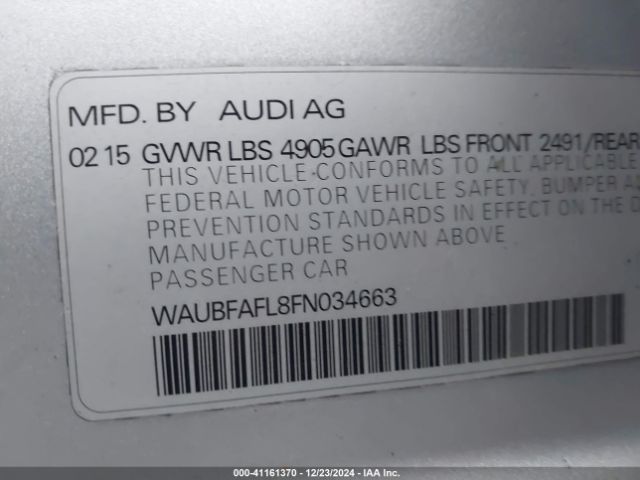 MFD. BY AUDI AG
02 15 GVWR LBS 4905 GAWR LBS FRONT 2491/REAR
THIS VEHICLE CONFORMS TO ALL APPLICABLE
FEDERAL MOTOR VEHICLE SAFETY, BUMPER
PREVENTION STANDARDS IN EFFECT ON THE
MANUFACTURE SHOWN ABOVE
PASSENGER CAR
WAUBFAFL8FN034663
000-41161370 • 12/23/2024 • IAA Inc.